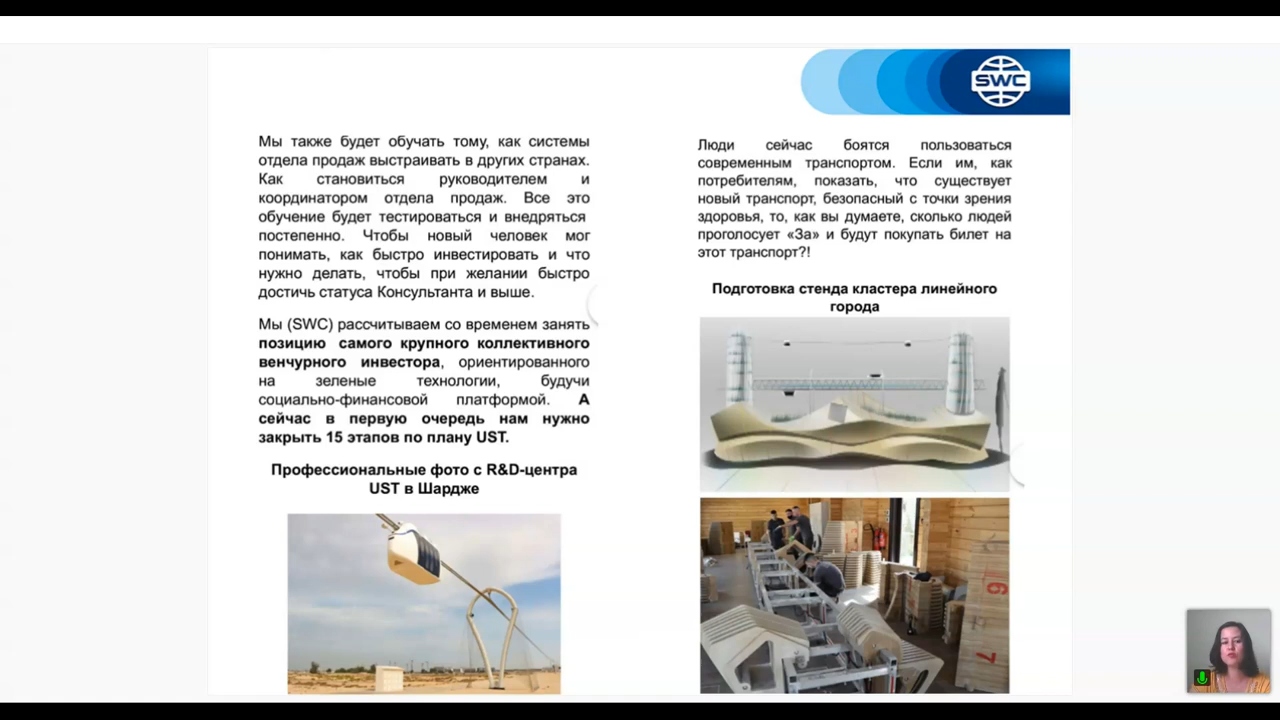 SWC
Мы также будет обучать тому, как системы
отдела продаж выстраивать в других странах.
Как становиться руководителем и
координатором отдела продаж. Все это
обучение будет тестироваться и внедряться
постепенно. Чтобы новый человек мог
понимать, как быстро инвестировать и что
нужно делать, чтобы при желании быстро
достичь статуса Консультанта и выше.
Мы (SWC) рассчитываем со временем занять
позицию самого крупного коллективного
венчурного инвестора, ориентированного
на зеленые технологии, будучи
социально-финансовой платформой. А
сейчас в первую очередь нам нужно
закрыть 15 этапов по плану UST.
Профессиональные фото с R&D-центра
UST в Шардже
Люди сейчас боятся пользоваться
современным транспортом. Если им, как
потребителям, показать, что существует
новый транспорт, безопасный с точки зрения
здоровья, то, как вы думаете, сколько людей
проголосует «За» и будут покупать билет на
этот транспорт?!
Подготовка стенда кластера линейного
города